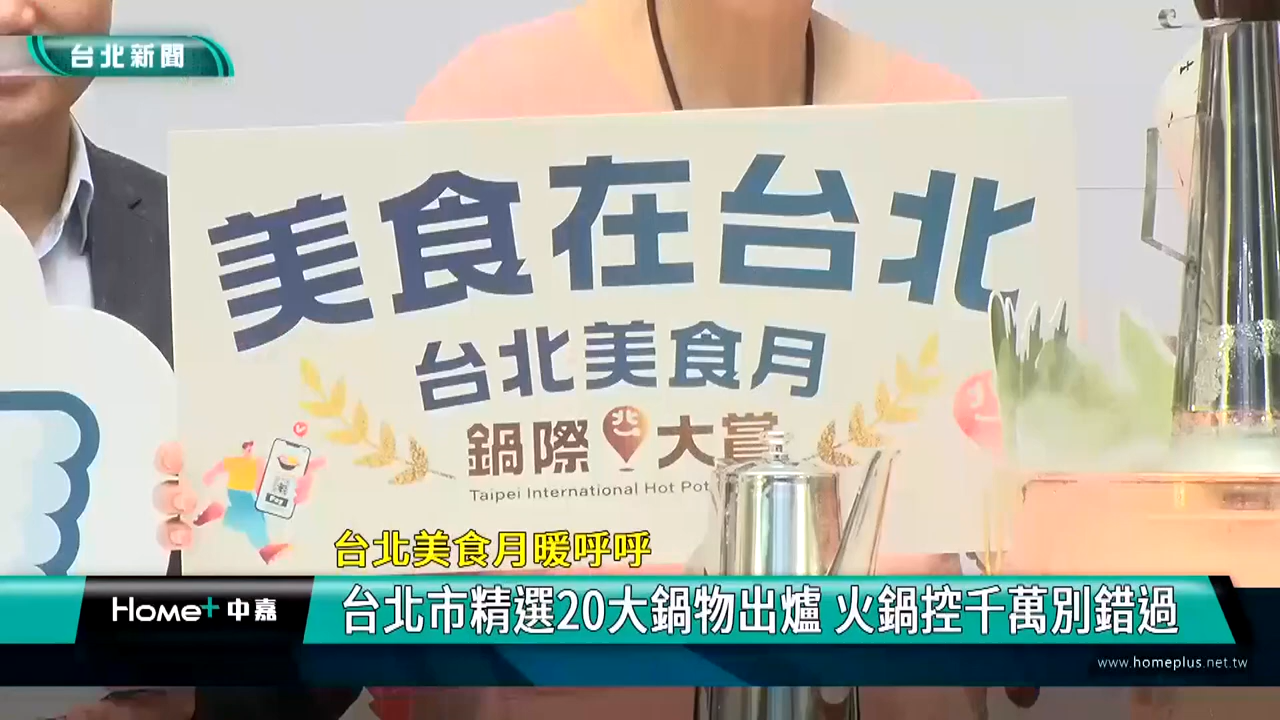 台北新聞
美食在台北
台北美食月
鍋際北大賞
Taipei International Hot Pot
Pay
台北美食月暖呼呼
Home+中嘉
台北市精選20大鍋物出爐 火鍋控千萬別錯過
www.homeplus.net.tw